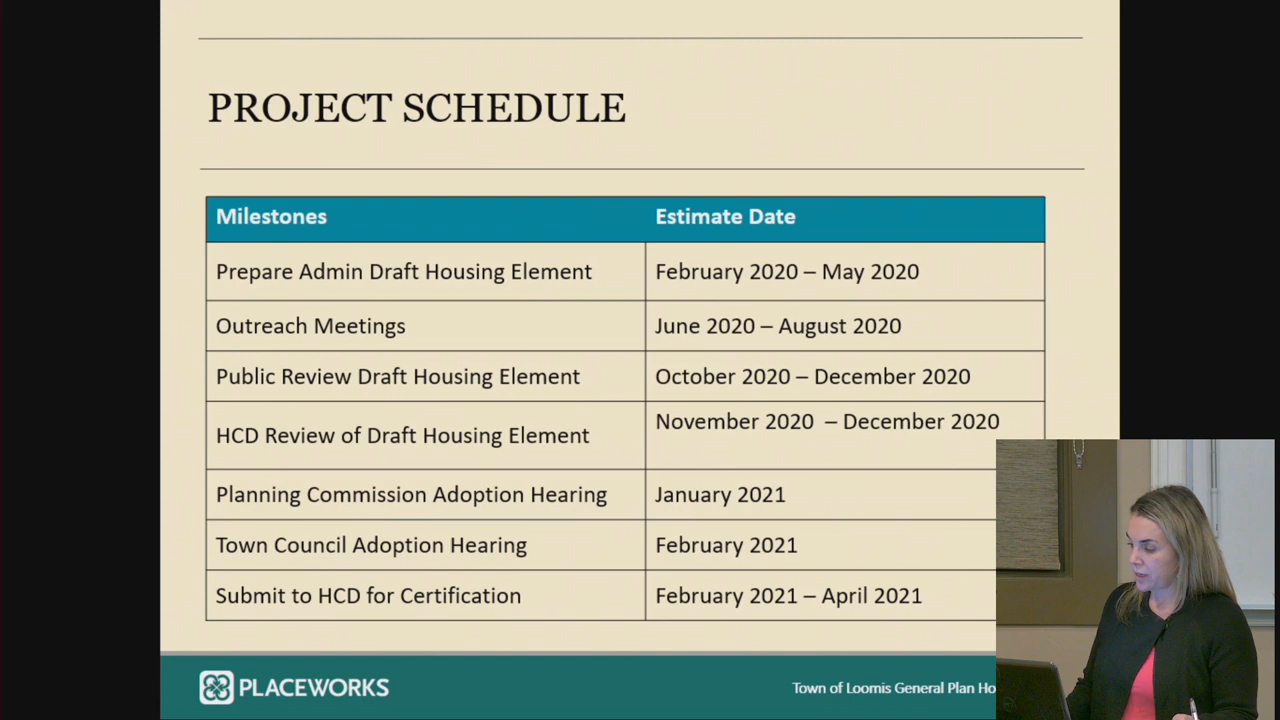 PROJECT SCHEDULE
Milestones Estimate Date
Prepare Admin Draft Housing Element February 2020 – May 2020
Outreach Meetings June 2020 – August 2020
Public Review Draft Housing Element October 2020 – December 2020
HCD Review of Draft Housing Element November 2020 – December 2020
Planning Commission Adoption Hearing January 2021
Town Council Adoption Hearing February 2021
Submit to HCD for Certification February 2021 – April 2021
PLACEWORKS
Town of Loomis General Plan